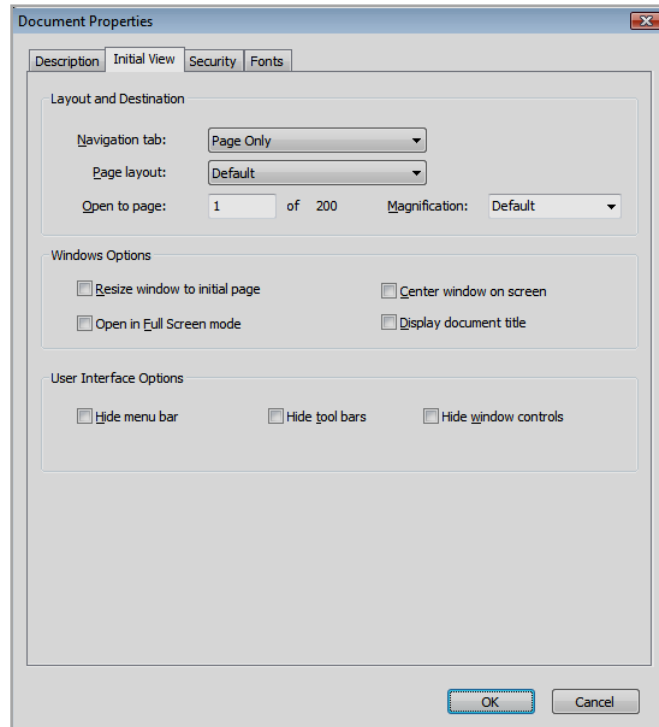 Document Properties
Description Initial View Security Fonts
Layout and Destination
Navigation tab: Page Only
Page layout: Default
Open to page: 1 of 200 Magnification: Default
Windows Options
Resize window to initial page Center window on screen
Open in Full Screen mode Display document title
User Interface Options
Hide menu bar Hide tool bars Hide window controls
OK Cancel